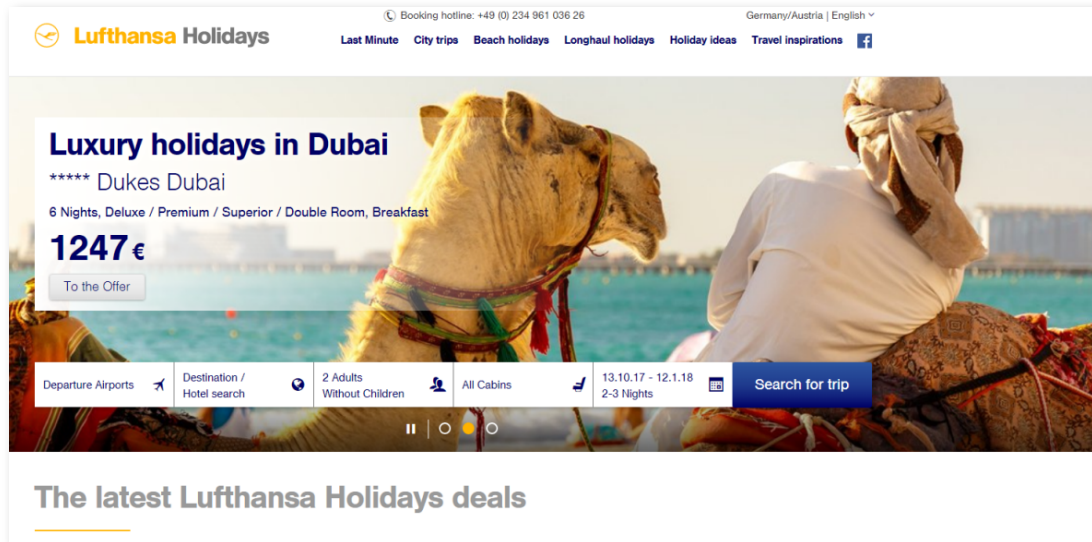 Booking hotline: +49 (0) 234 961 036 26
Germany/Austria | English
Lufthansa Holidays
Last Minute City trips Beach holidays Longhaul holidays Holiday ideas Travel inspirations f
Luxury holidays in Dubai
***** Dukes Dubai
6 Nights, Deluxe / Premium / Superior / Double Room, Breakfast
1247 €
To the Offer
Departure Airports
Destination /
Hotel search
2 Adults
Without Children
All Cabins
13.10.17 - 12.1.18
2-3 Nights
Search for trip
The latest Lufthansa Holidays deals